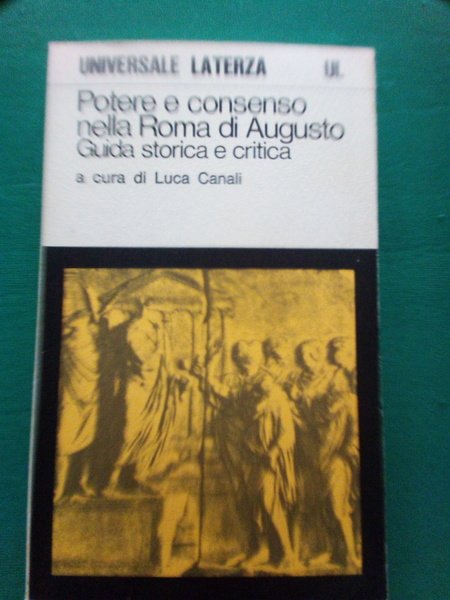 UNIVERSALE LATERZA UL
Potere e consenso
nella Roma di Augusto
Guida storica e critica
a cura di Luca Canali